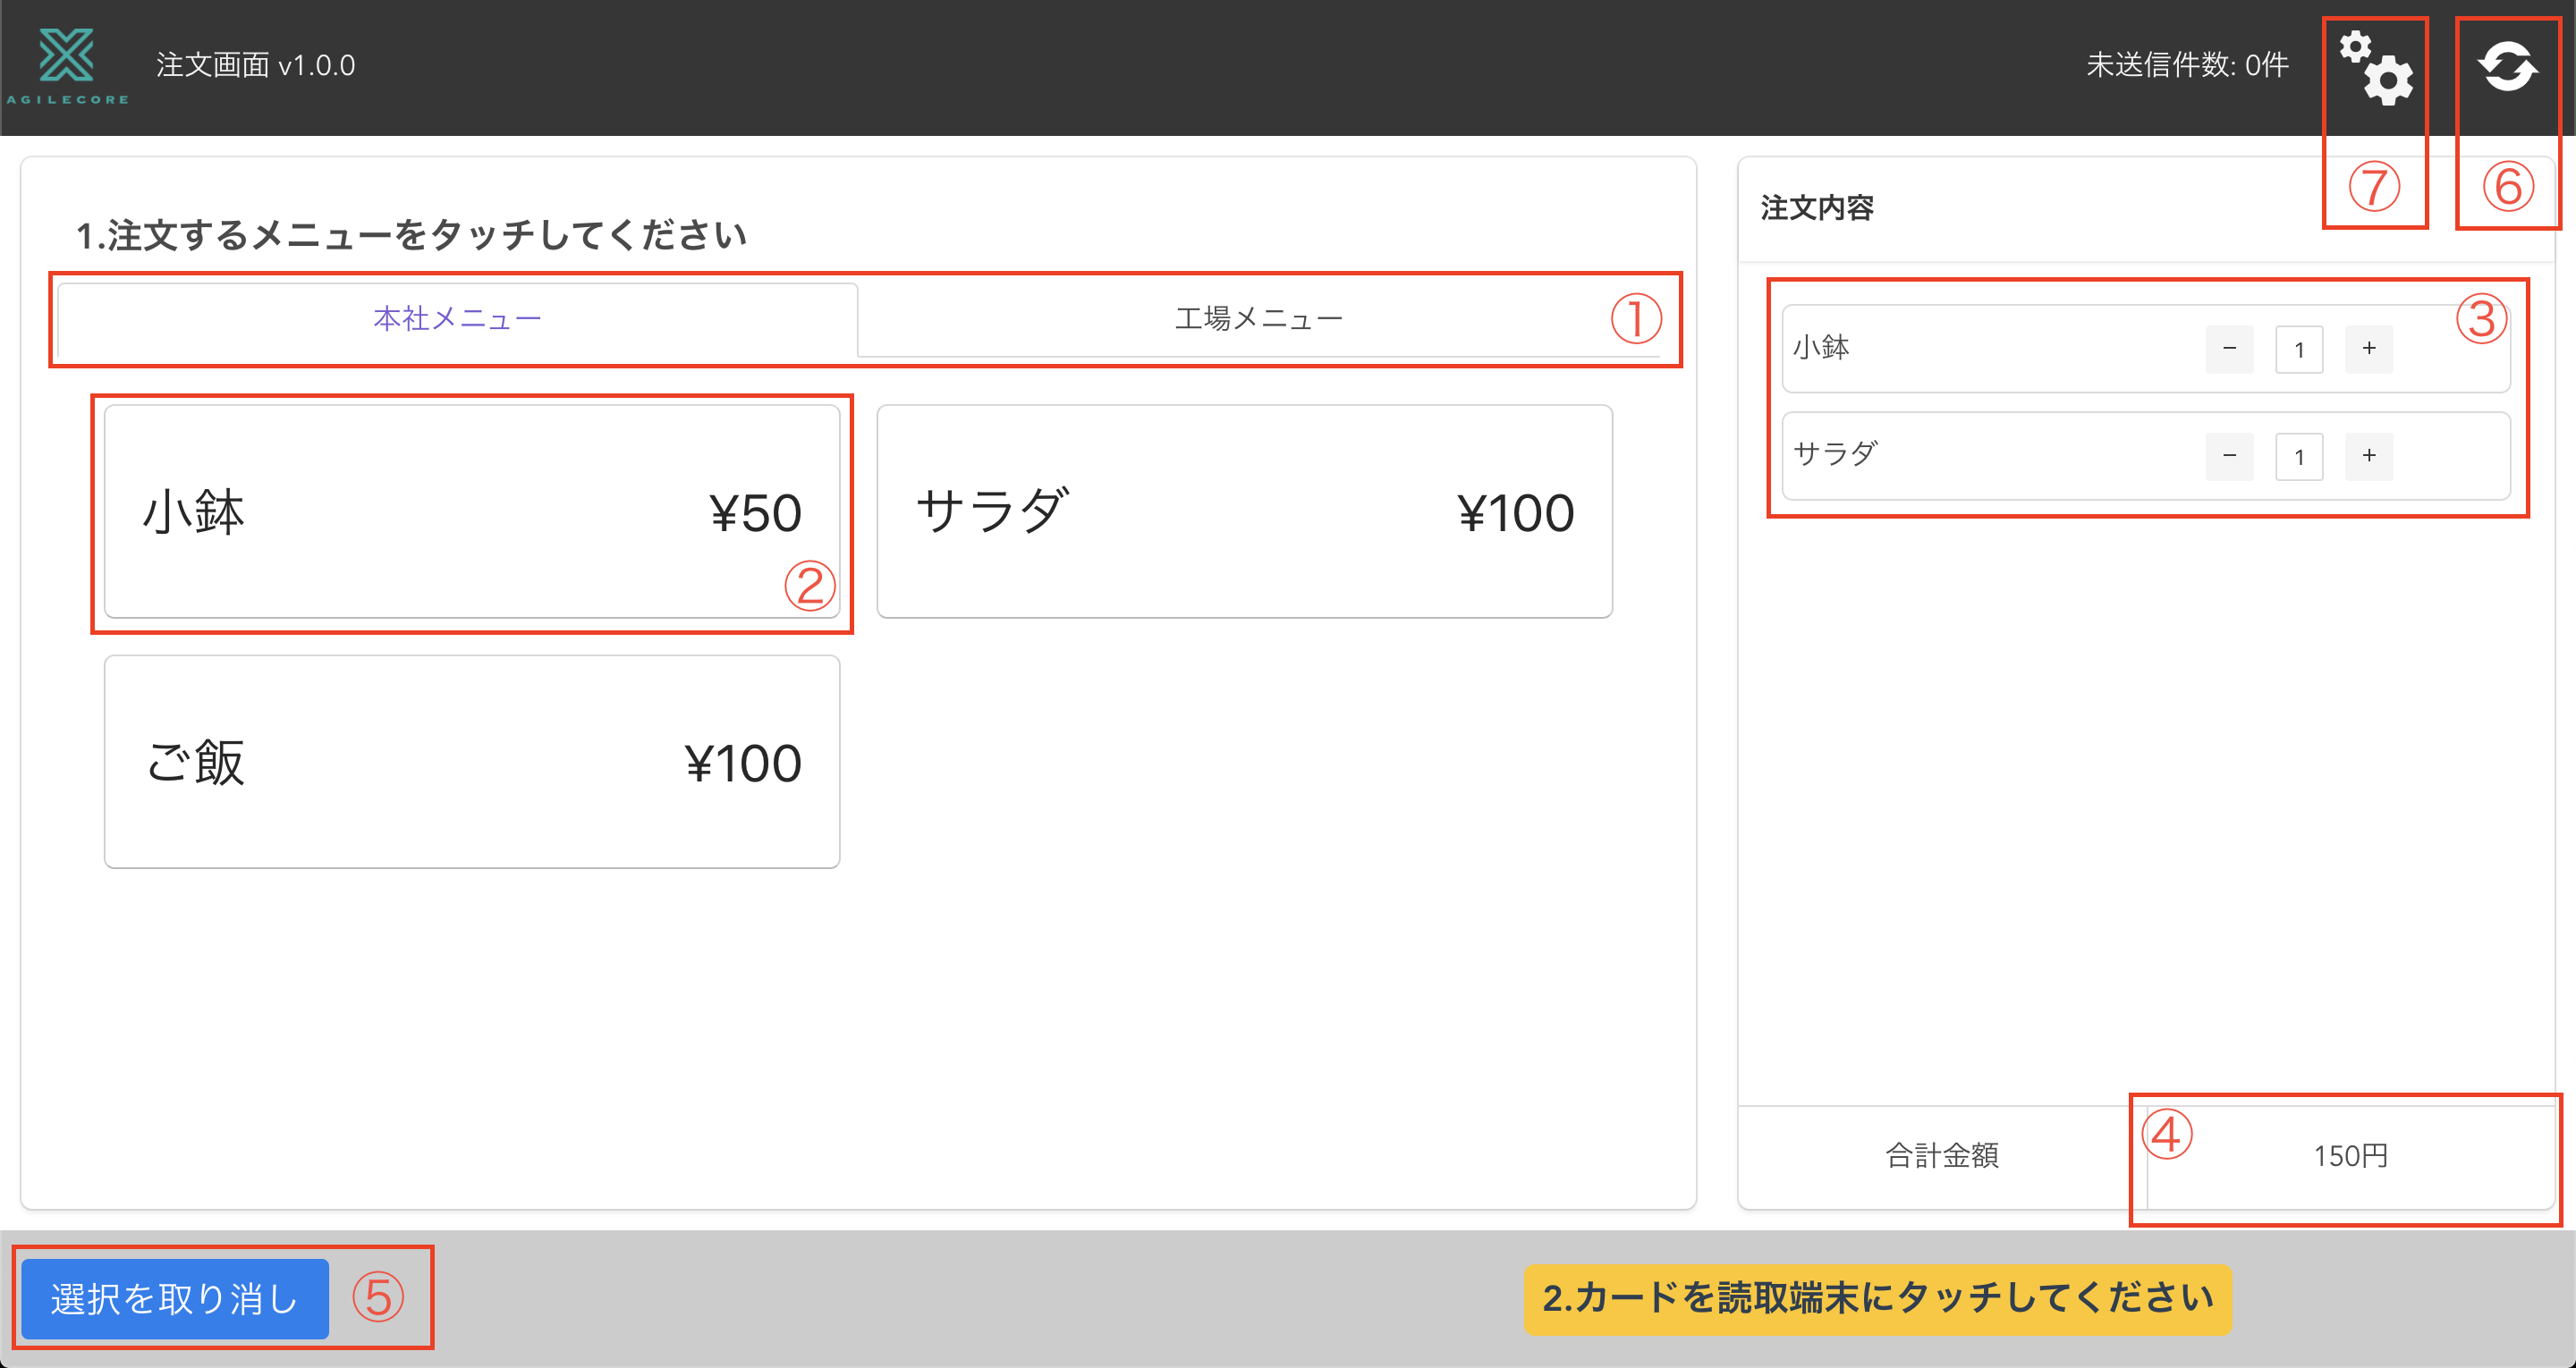 AGILECORE
注文画面 v1.0.0
未送信件数: 0件
⑦
⑥
1.注文するメニューをタッチしてください
本社メニュー
工場メニュー
①
小鉢 ¥50
②
サラダ ¥100
ご飯 ¥100
注文内容
③
小鉢 − 1 +
サラダ − 1 +
④
合計金額 150円
選択を取り消し
⑤
2.カードを読取端末にタッチしてください